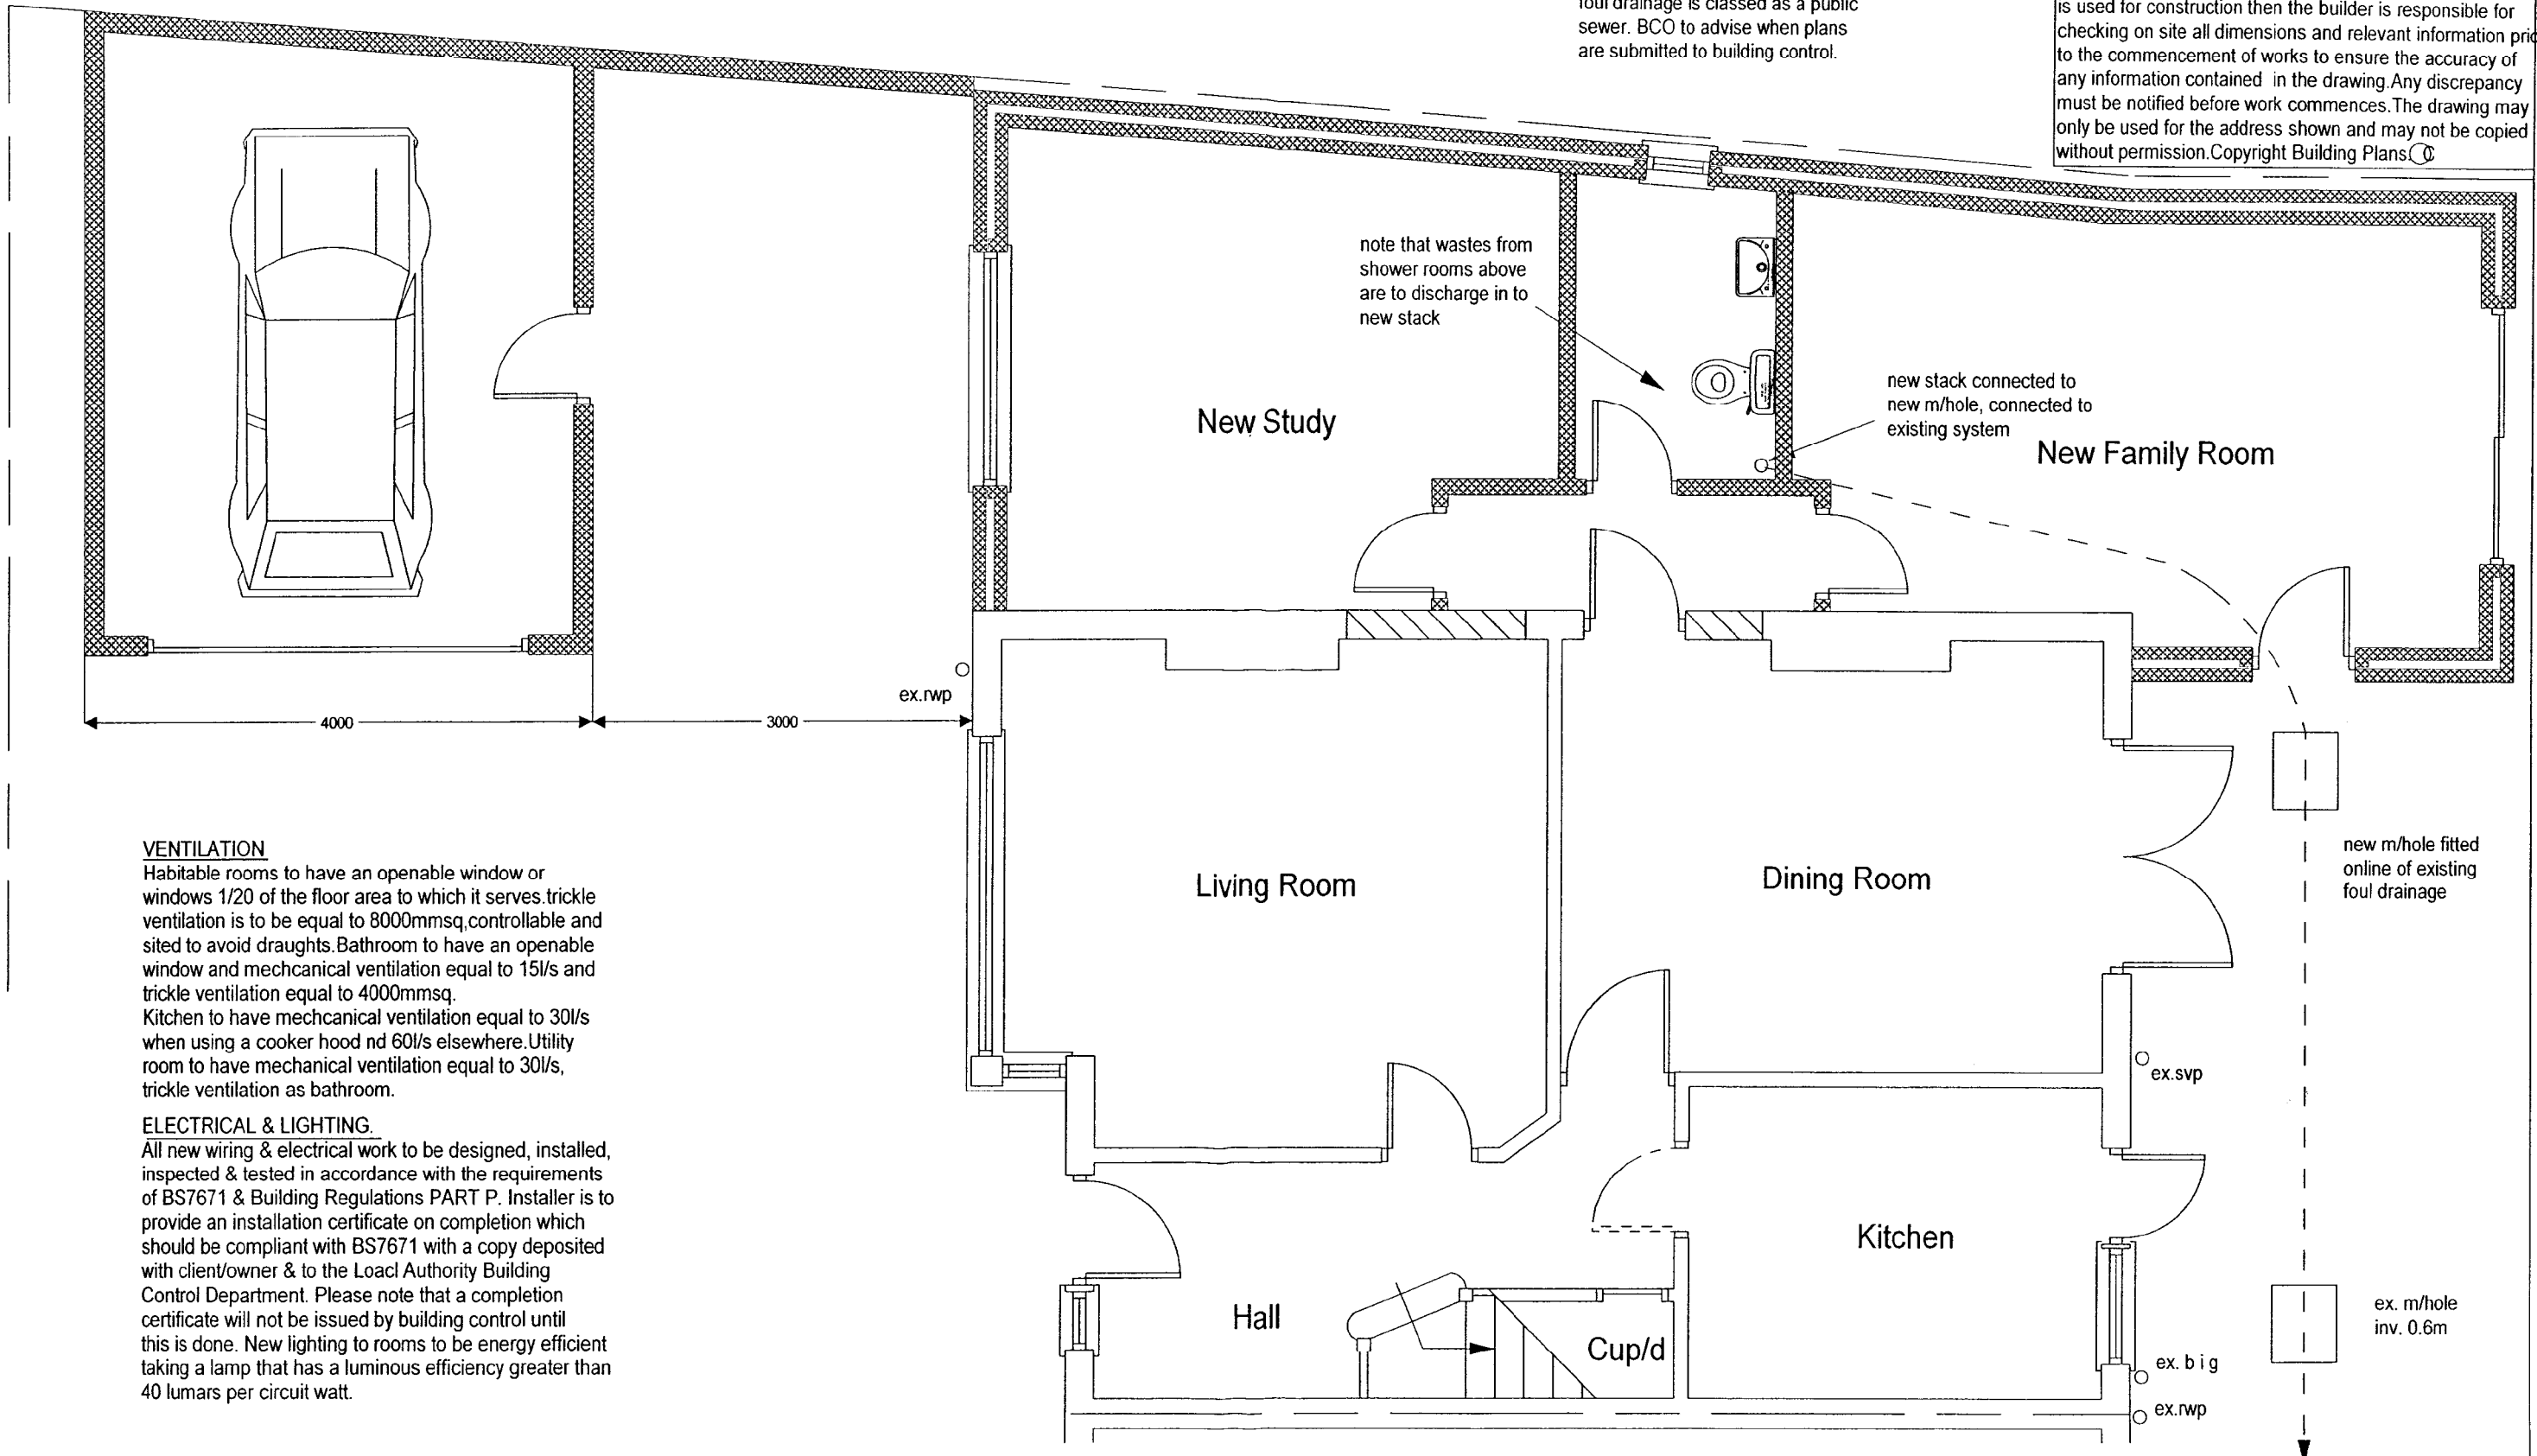 foul drainage is classed as a public
sewer. BCO to advise when plans
are submitted to building control.
is used for construction then the builder is responsible for
checking on site all dimensions and relevant information
to the commencement of works to ensure the accuracy of
any information contained in the drawing.Any discrepancy
must be notified before work commences.The drawing may
only be used for the address shown and may not be copied
without permission.Copyright Building Plans.
note that wastes from
shower rooms above
are to discharge in to
new stack
new stack connected to
new m/hole, connected to
existing system
New Study
New Family Room
ex.rwp
4000
3000
Living Room
Dining Room
new m/hole fitted
online of existing
foul drainage
VENTILATION
Habitable rooms to have an openable window or
windows 1/20 of the floor area to which it serves.trickle
ventilation is to be equal to 8000mmsq,controllable and
sited to avoid draughts.Bathroom to have an openable
window and mechcanical ventilation equal to 15l/s and
trickle ventilation equal to 4000mmsq.
Kitchen to have mechcanical ventilation equal to 30l/s
when using a cooker hood nd 60l/s elsewhere.Utility
room to have mechanical ventilation equal to 30l/s,
trickle ventilation as bathroom.
ELECTRICAL & LIGHTING.
All new wiring & electrical work to be designed, installed,
inspected & tested in accordance with the requirements
of BS7671 & Building Regulations PART P. Installer is to
provide an installation certificate on completion which
should be compliant with BS7671 with a copy deposited
with client/owner & to the Loacl Authority Building
Control Department. Please note that a completion
certificate will not be issued by building control until
this is done. New lighting to rooms to be energy efficient
taking a lamp that has a luminous efficiency greater than
40 lumars per circuit watt.
ex.svp
Kitchen
Hall
Cup/d
ex. m/hole
inv. 0.6m
ex. b i g
ex.rwp